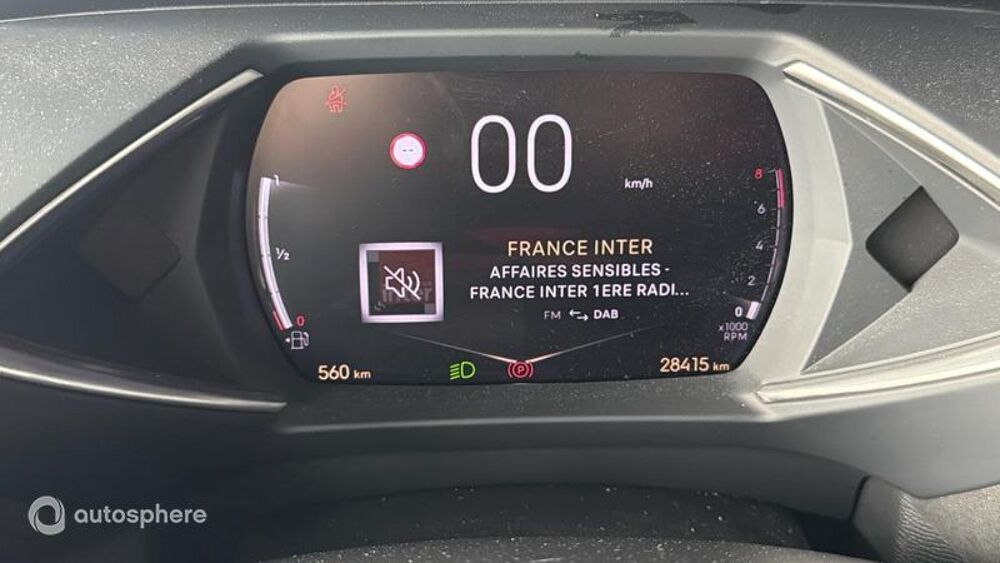 00
km/h
--
1
½
0
8
6
4
2
0
x1000
RPM
FRANCE INTER
AFFAIRES SENSIBLES -
FRANCE INTER 1ERE RADI...
inter
FM DAB
560 km
P
28415 km
autosphere